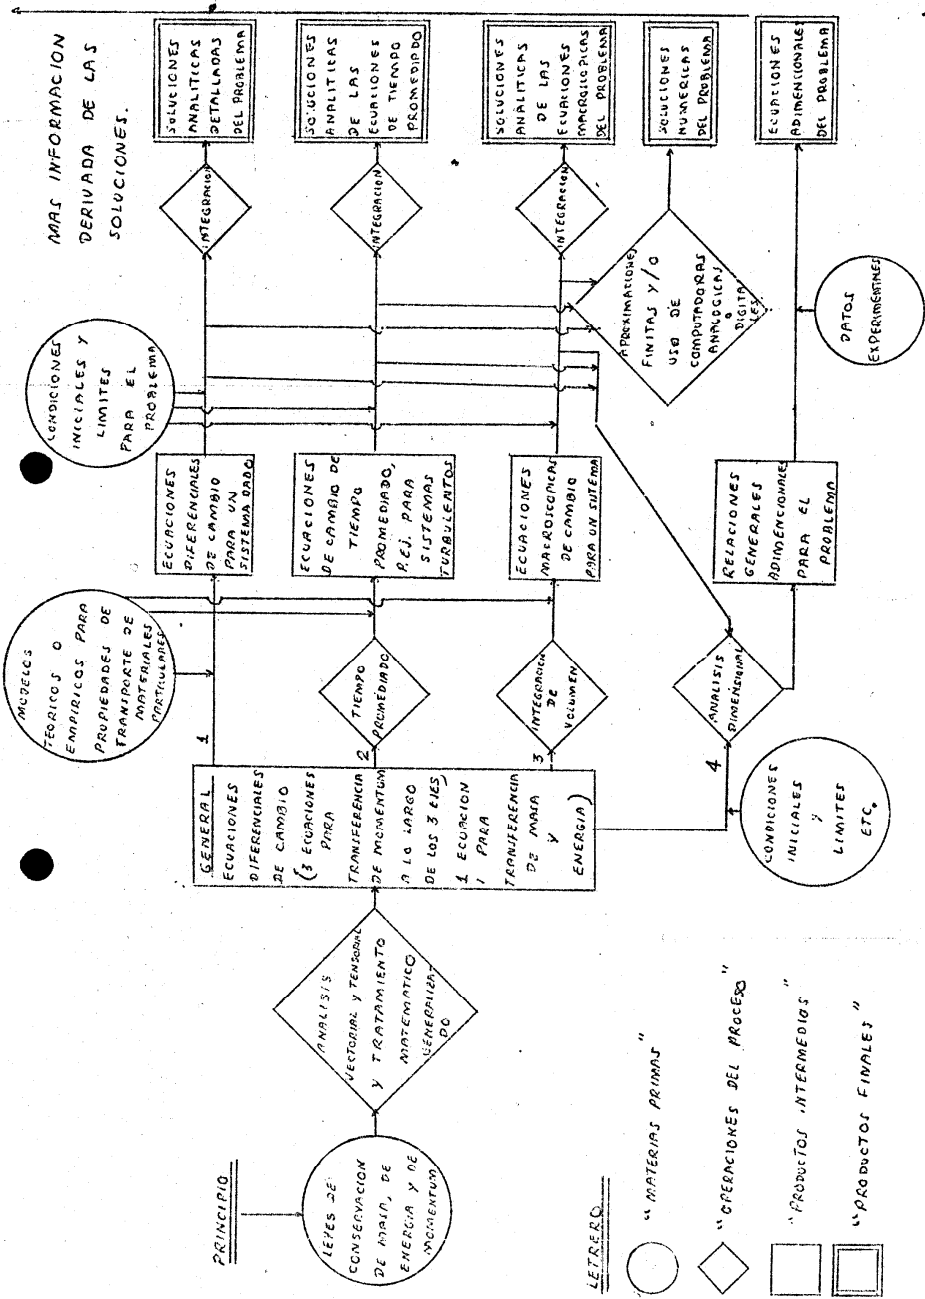 PRINCIPIO
LEYES DE
CONSERVACION
DE MASA, DE
ENERGIA Y DE
MOMENTUM
ANALISIS
VECTORIAL Y TENSORIAL
Y TRATAMIENTO
MATEMATICO
GENERALIZA-
DO
GENERAL
ECUACIONES
DIFERENCIALES
DE CAMBIO
(3 ECUACIONES
PARA
TRANSFERENCIA
DE MOMENTUM
A LO LARGO
DE LOS 3 EJES,
1 ECUACION
PARA
TRANSFERENCIA
DE MASA
Y
ENERGIA)
1
2
3
4
MODELOS
TEORICOS O
EMPIRICOS PARA
PROPIEDADES DE
TRANSPORTE DE
MATERIALES
PARTICULARES
TIEMPO
PROMEDIADO
INTEGRACION
DE
VOLUMEN
ANALISIS
DIMENSIONAL
CONDICIONES
INICIALES
Y
LIMITES
ETC.
ECUACIONES
DIFERENCIALES
DE CAMBIO
PARA UN
SISTEMA DADO
ECUACIONES
DE CAMBIO DE
TIEMPO
PROMEDIADO,
P.EJ. PARA
SISTEMAS
TURBULENTOS
ECUACIONES
MACROSCOPICAS
DE CAMBIO
PARA UN SISTEMA
RELACIONES
GENERALES
ADIMENCIONALES
PARA EL
PROBLEMA
CONDICIONES
INICIALES Y
LIMITES
PARA EL
PROBLEMA
INTEGRACION
INTEGRACION
INTEGRACION
APROXIMACIONES
FINITAS Y/O
USO DE
COMPUTADORAS
ANALOGICAS
O
DIGITA
LES
DATOS
EXPERIMENTALES
MAS INFORMACION
DERIVADA DE LAS
SOLUCIONES.
SOLUCIONES
ANALITICAS
DETALLADAS
DEL PROBLEMA
SOLUCIONES
ANALITICAS
DE LAS
ECUACIONES
DE TIEMPO
PROMEDIADO
SOLUCIONES
ANALITICAS
DE LAS
ECUACIONES
MACROSCOPICAS
DEL PROBLEMA
SOLUCIONES
NUMERICAS
DEL PROBLEMA
ECUACIONES
ADIMENCIONALES
DEL PROBLEMA
LETRERO
"MATERIAS PRIMAS"
"OPERACIONES DEL PROCESO"
"PRODUCTOS INTERMEDIOS"
"PRODUCTOS FINALES"